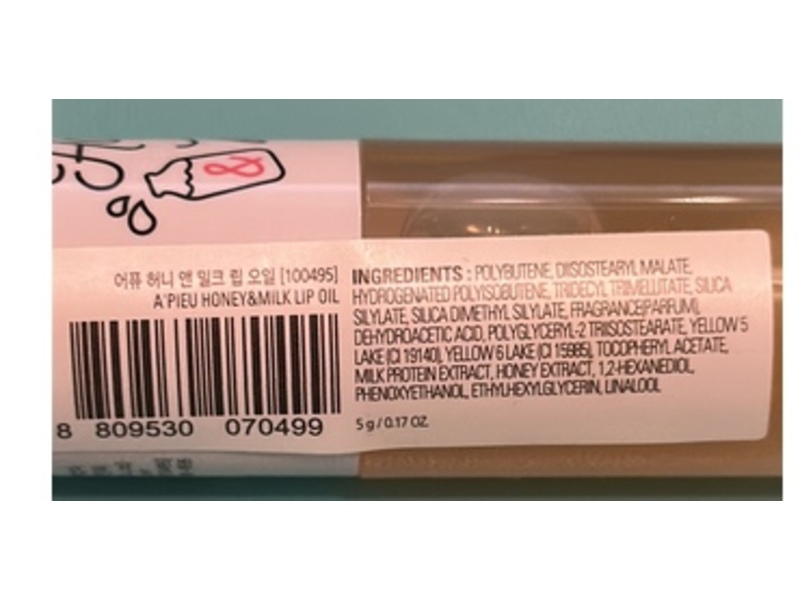 어퓨 허니 앤 밀크 립 오일 [100495]
A'PIEU HONEY&MILK LIP OIL
8 809530 070499
INGREDIENTS : POLYBUTENE, DIISOSTEARYL MALATE,
HYDROGENATED POLYISOBUTENE, TRIDECYL TRIMELLITATE, SILICA
SILYLATE, SILICA DIMETHYL SILYLATE, FRAGRANCE(PARFUM),
DEHYDROACETIC ACID, POLYGLYCERYL-2 TRIISOSTEARATE, YELLOW 5
LAKE (CI 19140), YELLOW 6 LAKE (CI 15985), TOCOPHERYL ACETATE,
MILK PROTEIN EXTRACT, HONEY EXTRACT, 1,2-HEXANEDIOL,
PHENOXYETHANOL, ETHYLHEXYLGLYCERIN, LINALOOL
5 g / 0.17 OZ.